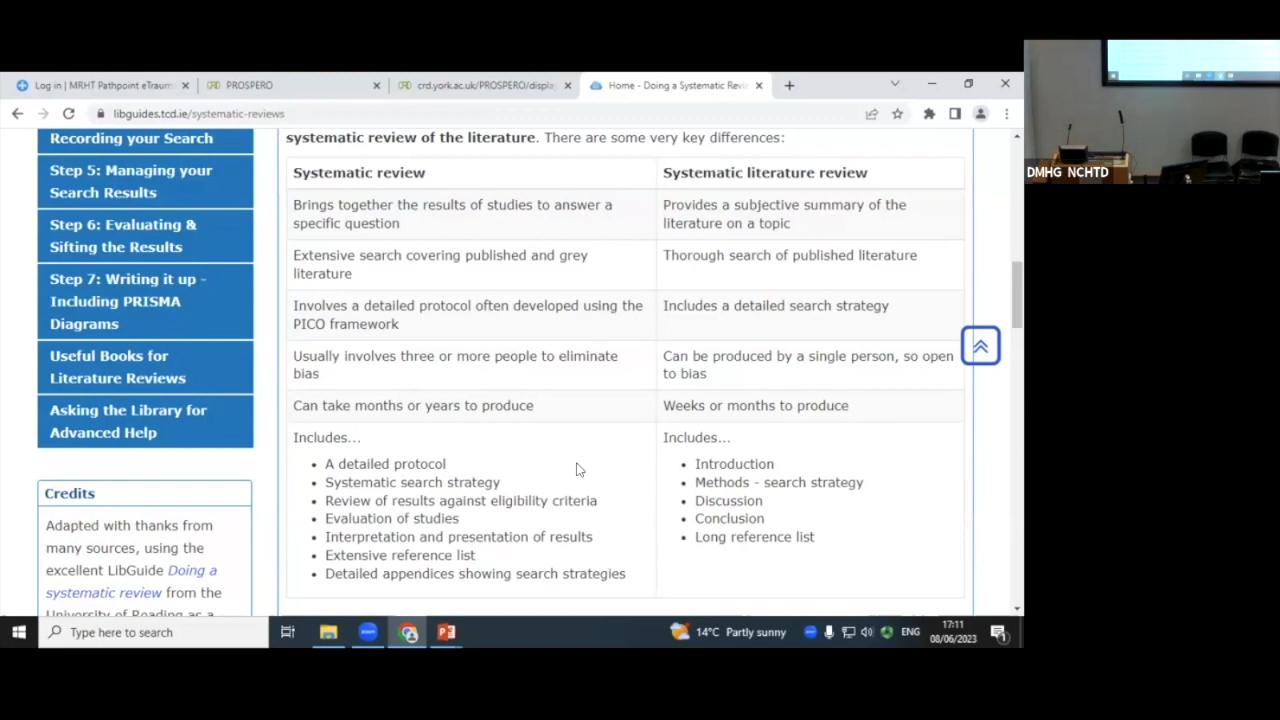 Log in | MRHT Pathpoint eTraum
PROSPERO
crd.york.ac.uk/PROSPERO/displa
Home - Doing a Systematic Revi
libguides.tcd.ie/systematic-reviews
Recording your Search
Step 5: Managing your
Search Results
Step 6: Evaluating &
Sifting the Results
Step 7: Writing it up -
Including PRISMA
Diagrams
Useful Books for
Literature Reviews
Asking the Library for
Advanced Help
Credits
Adapted with thanks from
many sources, using the
excellent LibGuide Doing a
systematic review from the
University of Reading as a
systematic review of the literature. There are some very key differences:
Systematic review
Systematic literature review
Brings together the results of studies to answer a
specific question
Provides a subjective summary of the
literature on a topic
Extensive search covering published and grey
literature
Thorough search of published literature
Involves a detailed protocol often developed using the
PICO framework
Includes a detailed search strategy
Usually involves three or more people to eliminate
bias
Can be produced by a single person, so open
to bias
Can take months or years to produce
Weeks or months to produce
Includes...
• A detailed protocol
• Systematic search strategy
• Review of results against eligibility criteria
• Evaluation of studies
• Interpretation and presentation of results
• Extensive reference list
• Detailed appendices showing search strategies
Includes...
• Introduction
• Methods - search strategy
• Discussion
• Conclusion
• Long reference list
DMHG NCHTD
Type here to search
14°C Partly sunny
ENG
17:11
08/06/2023
1